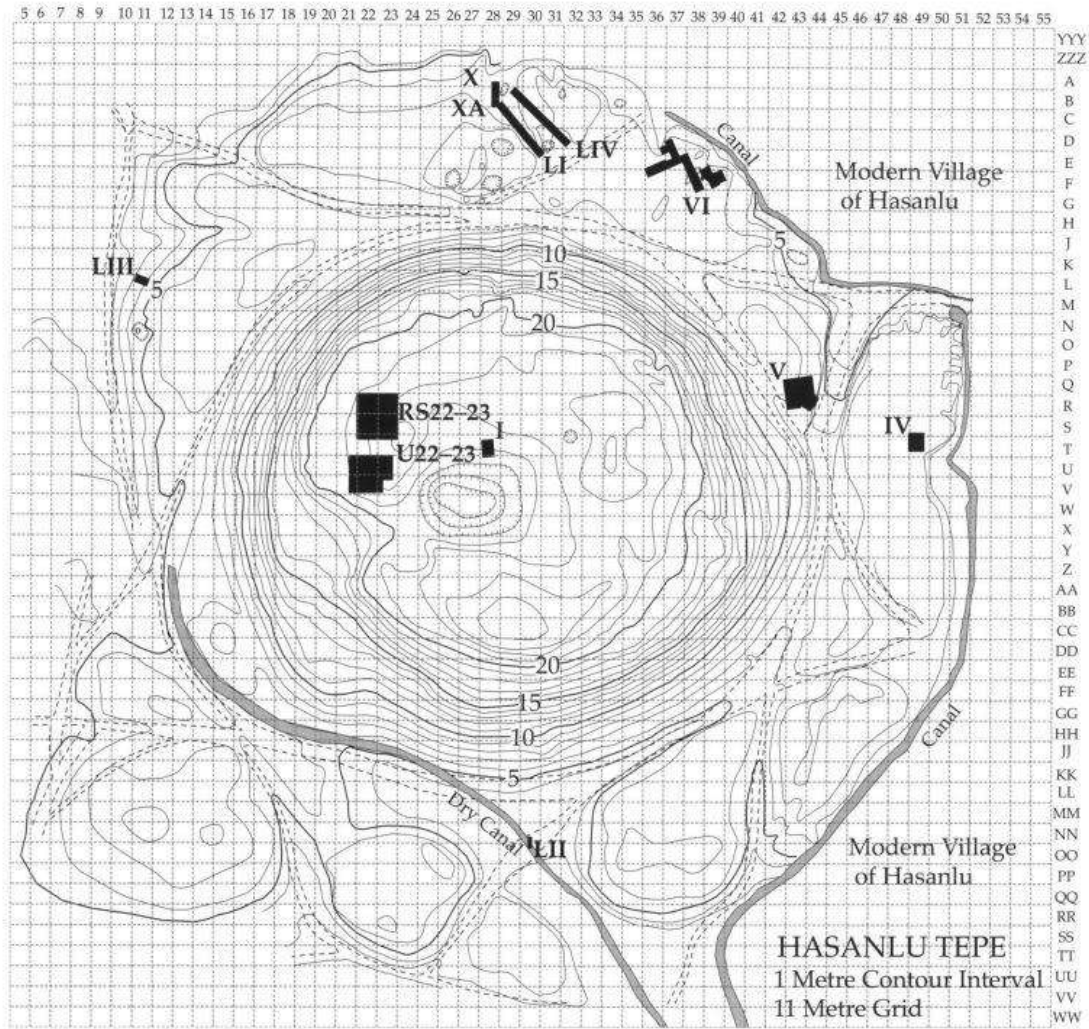 5 6 7 8 9 10 11 12 13 14 15 16 17 18 19 20 21 22 23 24 25 26 27 28 29 30 31 32 33 34 35 36 37 38 39 40 41 42 43 44 45 46 47 48 49 50 51 52 53 54 55
YYY
ZZZ
A
B
C
D
E
F
G
H
J
K
L
M
N
O
P
Q
R
S
T
U
V
W
X
Y
Z
AA
BB
CC
DD
EE
FF
GG
HH
JJ
KK
LL
MM
NN
OO
PP
QQ
RR
SS
TT
UU
VV
WW
X
XA
LIV
LI
Canal
VI
Modern Village
of Hasanlu
5
LIII
5
10
15
20
V
RS22–23
I
IV
U22–23
20
15
10
5
Canal
Dry Canal
LII
Modern Village
of Hasanlu
HASANLU TEPE
1 Metre Contour Interval
11 Metre Grid